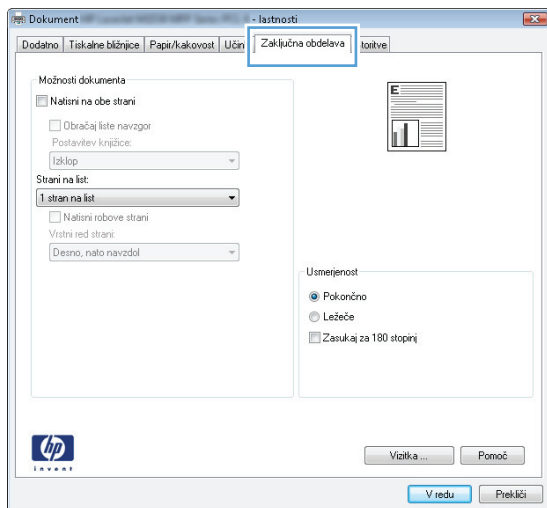 Dokument - lastnosti
Dodatno Tiskalne bližnjice Papir/kakovost Učin Zaključna obdelava toritve
Možnosti dokumenta
Natisni na obe strani
Obračaj liste navzgor
Postavitev knjižice:
Izklop
Strani na list:
1 stran na list
Natisni robove strani
Vrstni red strani:
Desno, nato navzdol
E
Usmerjenost
Pokončno
Ležeče
Zasukaj za 180 stopinj
hp
invent
Vizitka ... Pomoč
V redu Prekliči